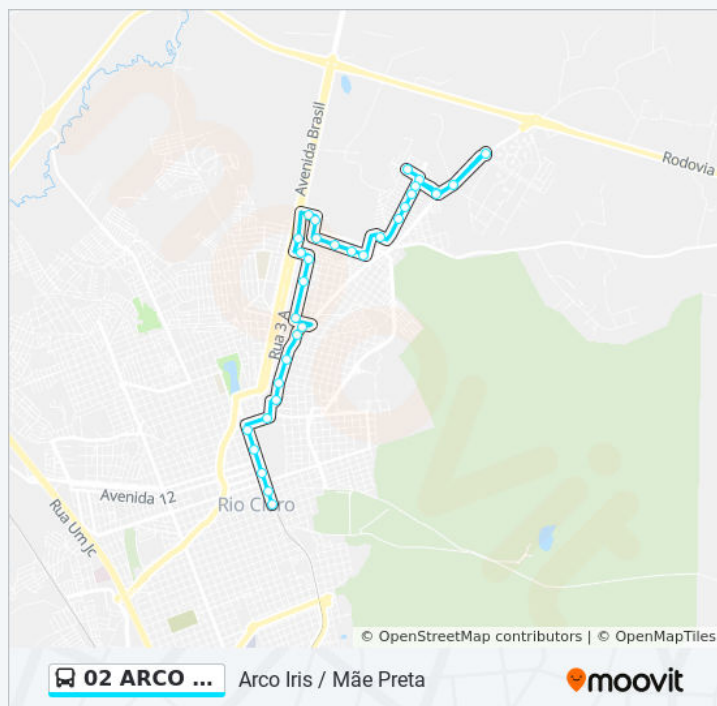 Avenida Brasil
Rodovia
Rua 3 A
Avenida 12
Rio Claro
Rua Um Jc
© OpenStreetMap contributors | © OpenMapTiles
02 ARCO ...
Arco Iris / Mãe Preta
moovit